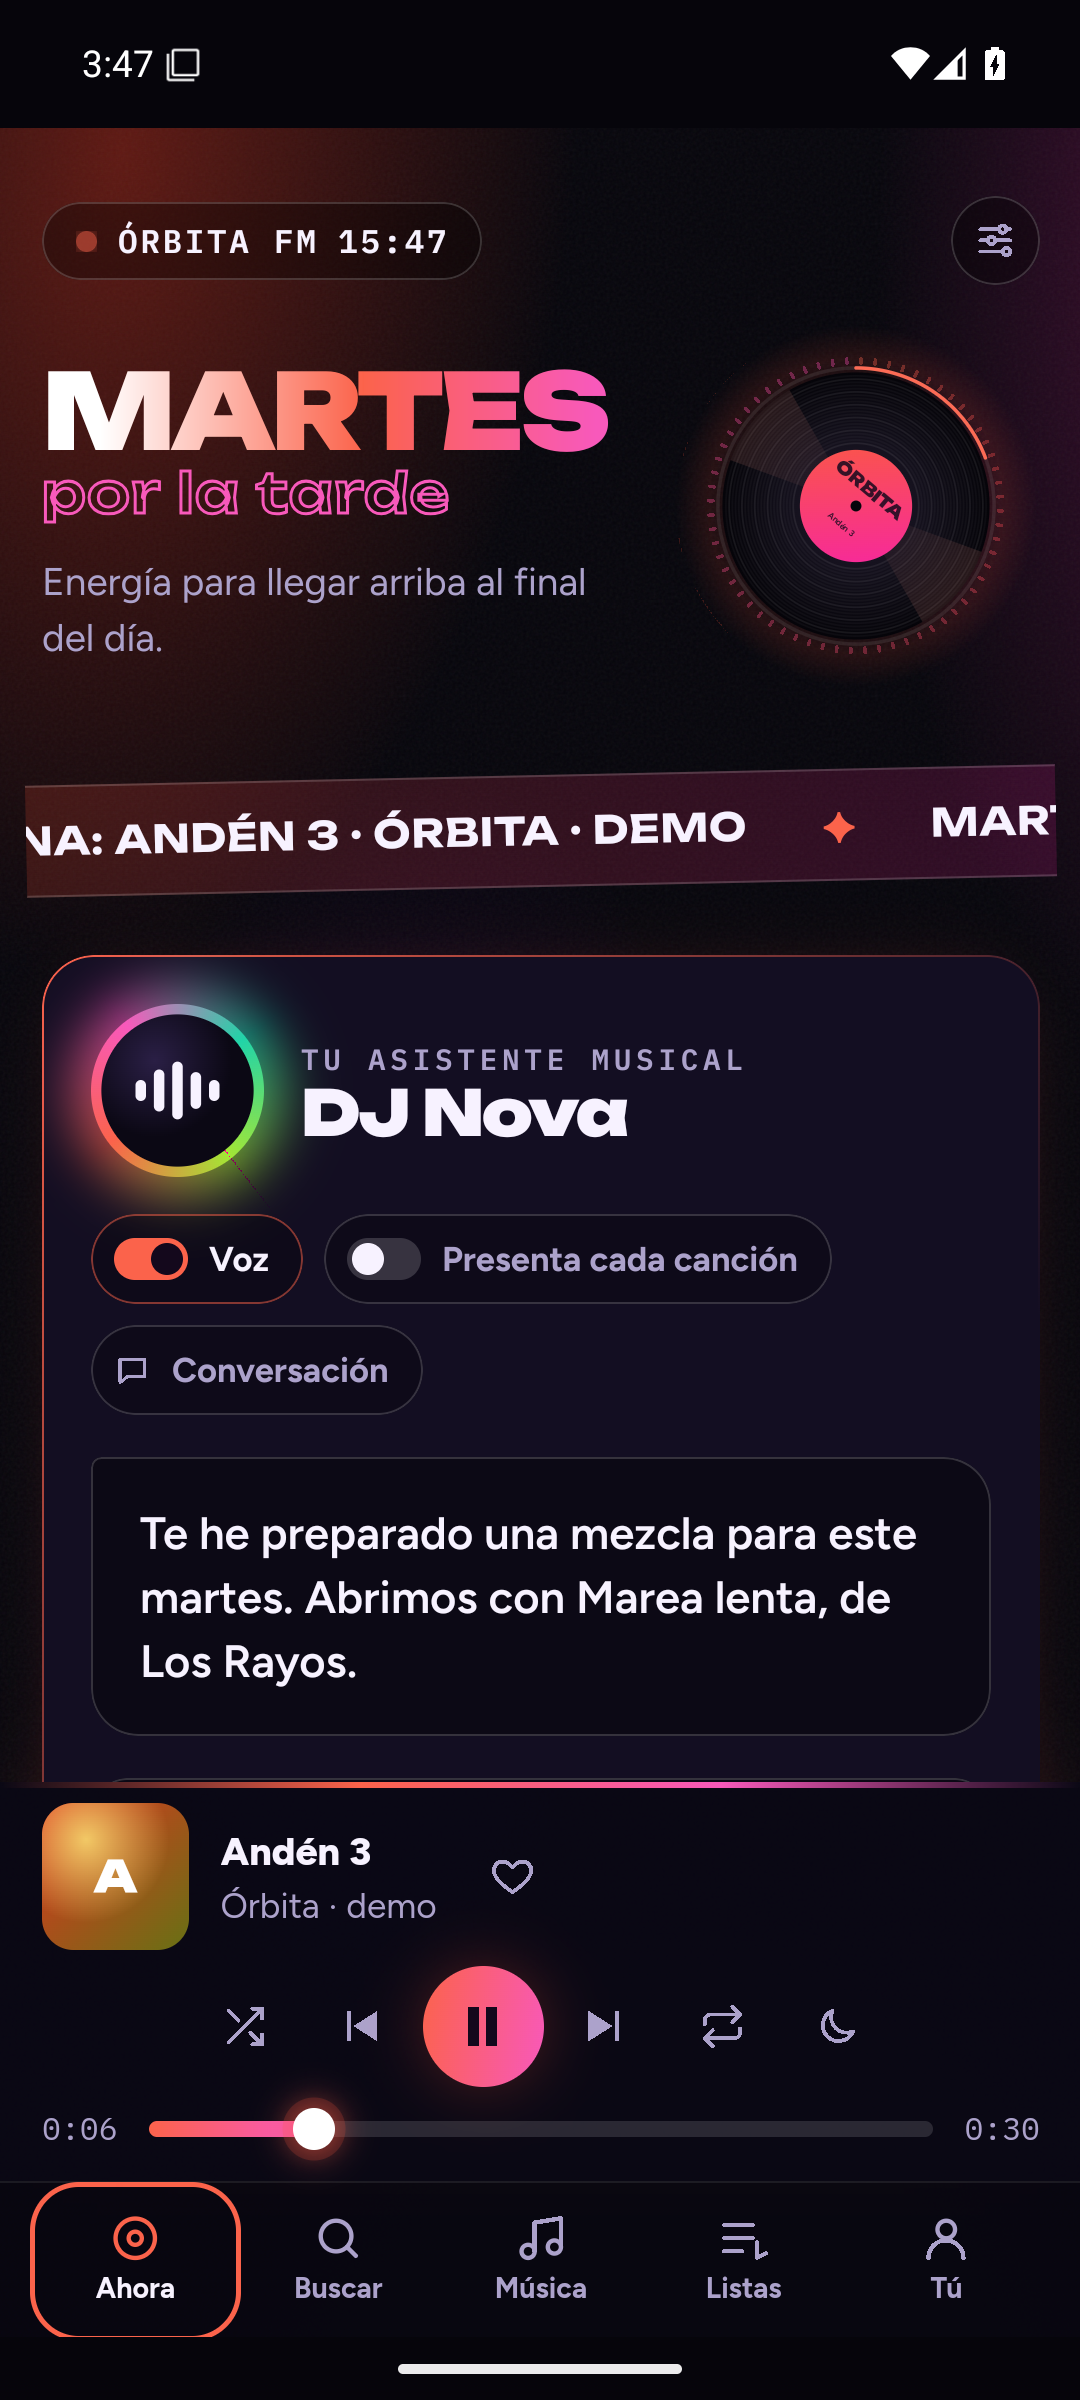 3:47
ÓRBITA FM 15:47
MARTES
por la tarde
Energía para llegar arriba al final
del día.
ÓRBITA
Andén 3
NA: ANDÉN 3 · ÓRBITA · DEMO ✦ MART
TU ASISTENTE MUSICAL
DJ Nova
Voz
Presenta cada canción
Conversación
Te he preparado una mezcla para este
martes. Abrimos con Marea lenta, de
Los Rayos.
A
Andén 3
Órbita · demo
0:06
0:30
Ahora
Buscar
Música
Listas
Tú